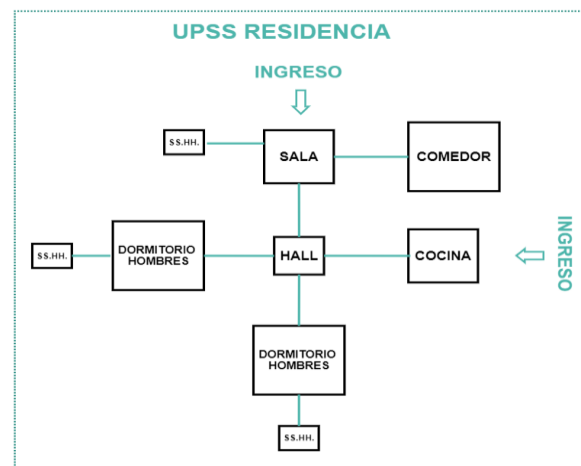 UPSS RESIDENCIA
INGRESO
SS.HH.
SALA
COMEDOR
SS.HH.
DORMITORIO
HOMBRES
HALL
COCINA
INGRESO
DORMITORIO
HOMBRES
SS.HH.